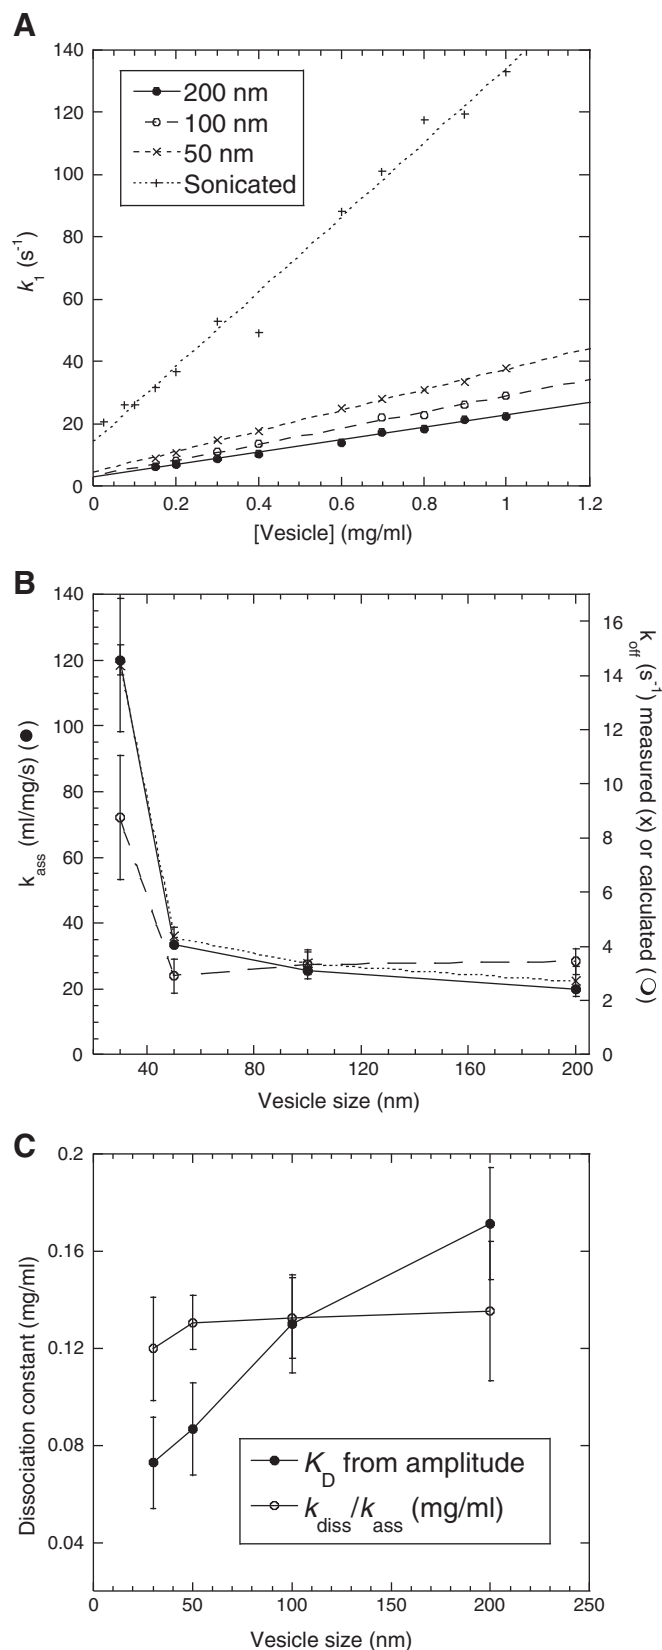 A
140
120
100
80
60
40
20
0
k1 (s-1)
200 nm
100 nm
50 nm
Sonicated
0 0.2 0.4 0.6 0.8 1 1.2
[Vesicle] (mg/ml)
B
140
120
100
80
60
40
20
0
kass (ml/mg/s) (●)
16
14
12
10
8
6
4
2
0
koff (s-1) measured (x) or calculated (○)
40 80 120 160 200
Vesicle size (nm)
C
0.2
0.16
0.12
0.08
0.04
Dissociation constant (mg/ml)
KD from amplitude
kdiss/kass (mg/ml)
0 50 100 150 200 250
Vesicle size (nm)